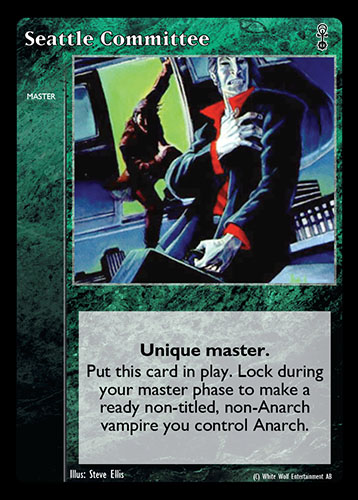 Seattle Committee
MASTER
Unique master.
Put this card in play. Lock during
your master phase to make a
ready non-titled, non-Anarch
vampire you control Anarch.
Illus: Steve Ellis
(C) White Wolf Entertainment AB